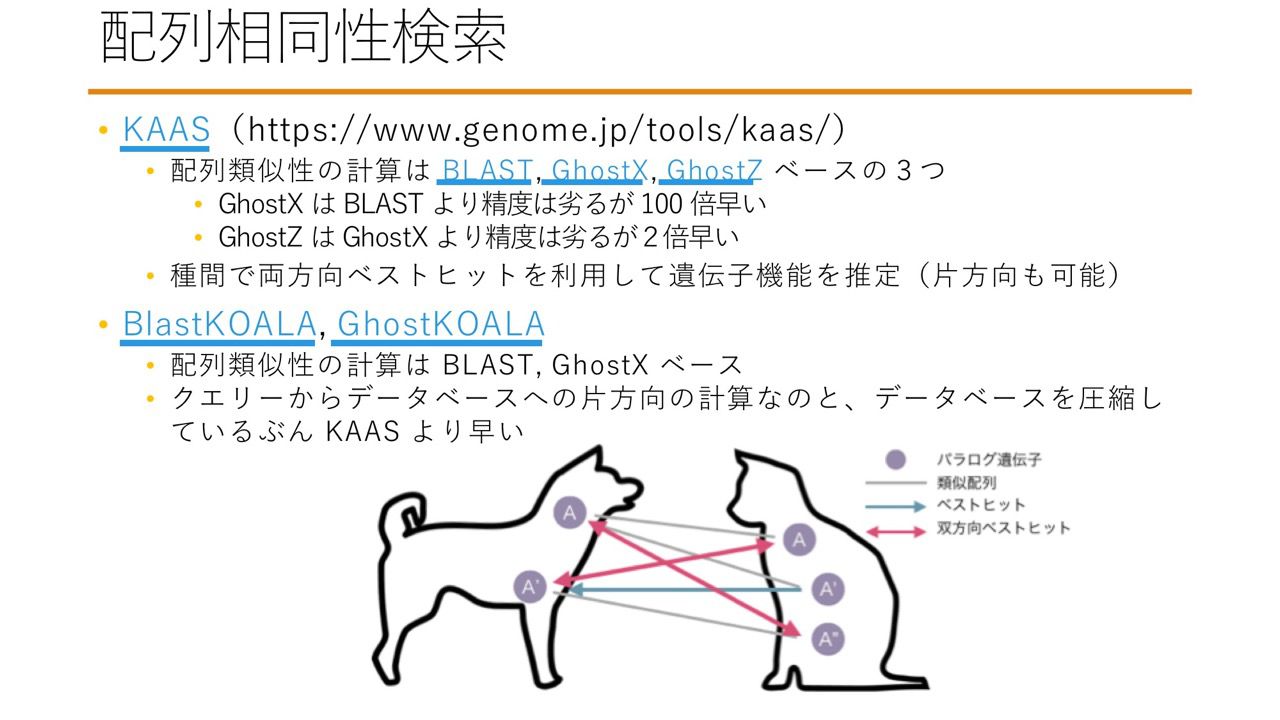 配列相同性検索
• KAAS（https://www.genome.jp/tools/kaas/）
• 配列類似性の計算は BLAST, GhostX, GhostZ ベースの３つ
• GhostX は BLAST より精度は劣るが 100 倍早い
• GhostZ は GhostX より精度は劣るが２倍早い
• 種間で両方向ベストヒットを利用して遺伝子機能を推定（片方向も可能）
• BlastKOALA, GhostKOALA
• 配列類似性の計算は BLAST, GhostX ベース
• クエリーからデータベースへの片方向の計算なのと、データベースを圧縮し
ているぶん KAAS より早い
パラログ遺伝子
類似配列
ベストヒット
双方向ベストヒット
A
A
A'
A'
A"